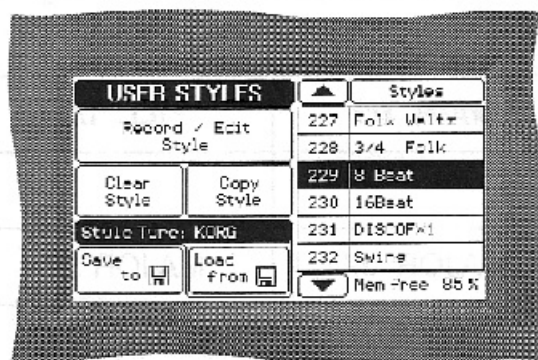 USER STYLES
Record / Edit
Style
Clear
Style
Copy
Style
Style Type: KORG
Save
to
Load
from
Styles
227 Folk Waltz
228 3/4 Folk
229 8 Beat
230 16Beat
231
232 Swing
Mem Free 85%